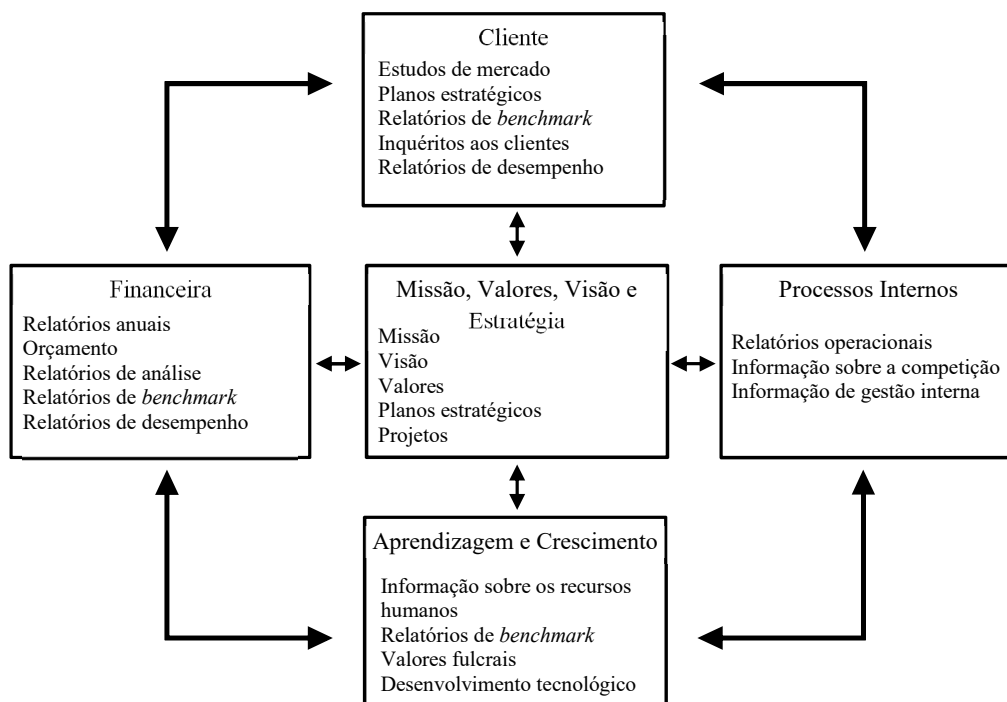 Cliente
Estudos de mercado
Planos estratégicos
Relatórios de benchmark
Inquéritos aos clientes
Relatórios de desempenho
Financeira
Relatórios anuais
Orçamento
Relatórios de análise
Relatórios de benchmark
Relatórios de desempenho
Missão, Valores, Visão e
Estratégia
Missão
Visão
Valores
Planos estratégicos
Projetos
Processos Internos
Relatórios operacionais
Informação sobre a competição
Informação de gestão interna
Aprendizagem e Crescimento
Informação sobre os recursos
humanos
Relatórios de benchmark
Valores fulcrais
Desenvolvimento tecnológico